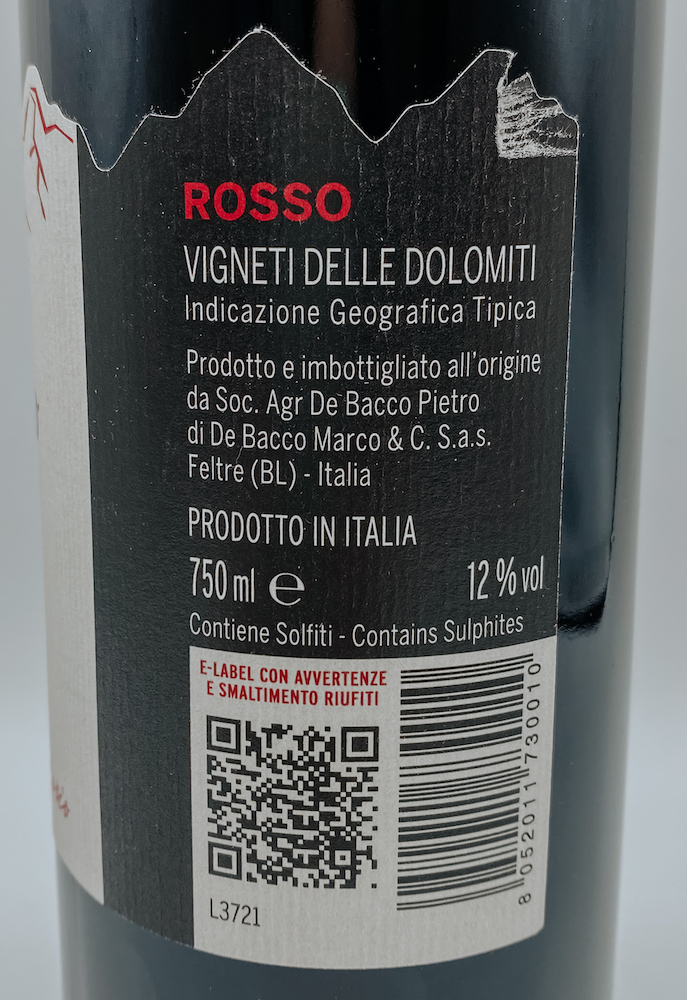 ROSSO
VIGNETI DELLE DOLOMITI
Indicazione Geografica Tipica
Prodotto e imbottigliato all'origine
da Soc. Agr De Bacco Pietro
di De Bacco Marco & C. S.a.s.
Feltre (BL) - Italia
PRODOTTO IN ITALIA
750 ml ℮ 12 % vol
Contiene Solfiti - Contains Sulphites
E-LABEL CON AVVERTENZE
E SMALTIMENTO RIUFITI
L3721
8 052011 730010